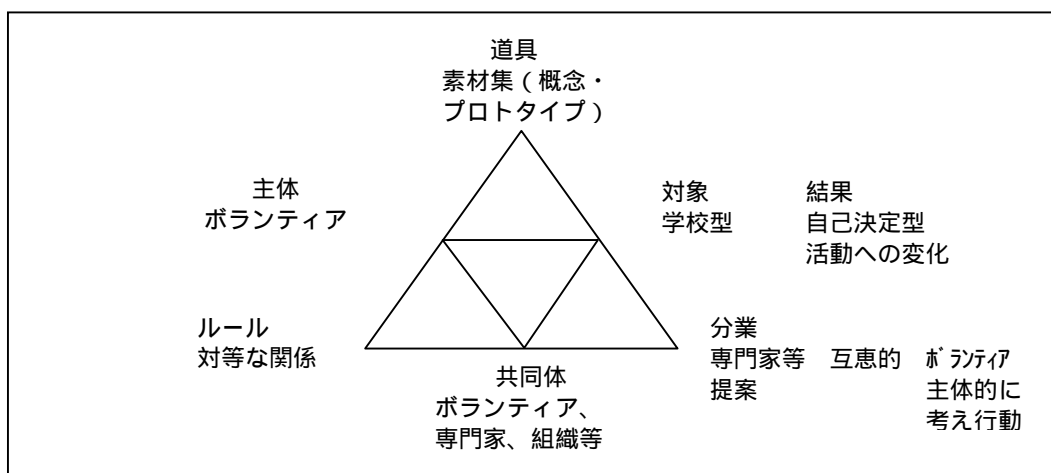 道具
素材集(概念・
プロトタイプ)
主体
ボランティア
対象
学校型
結果
自己決定型
活動への変化
ルール
対等な関係
共同体
ボランティア、
専門家、組織等
分業
専門家等 互恵的 ボランティア
提案 主体的に
考え行動